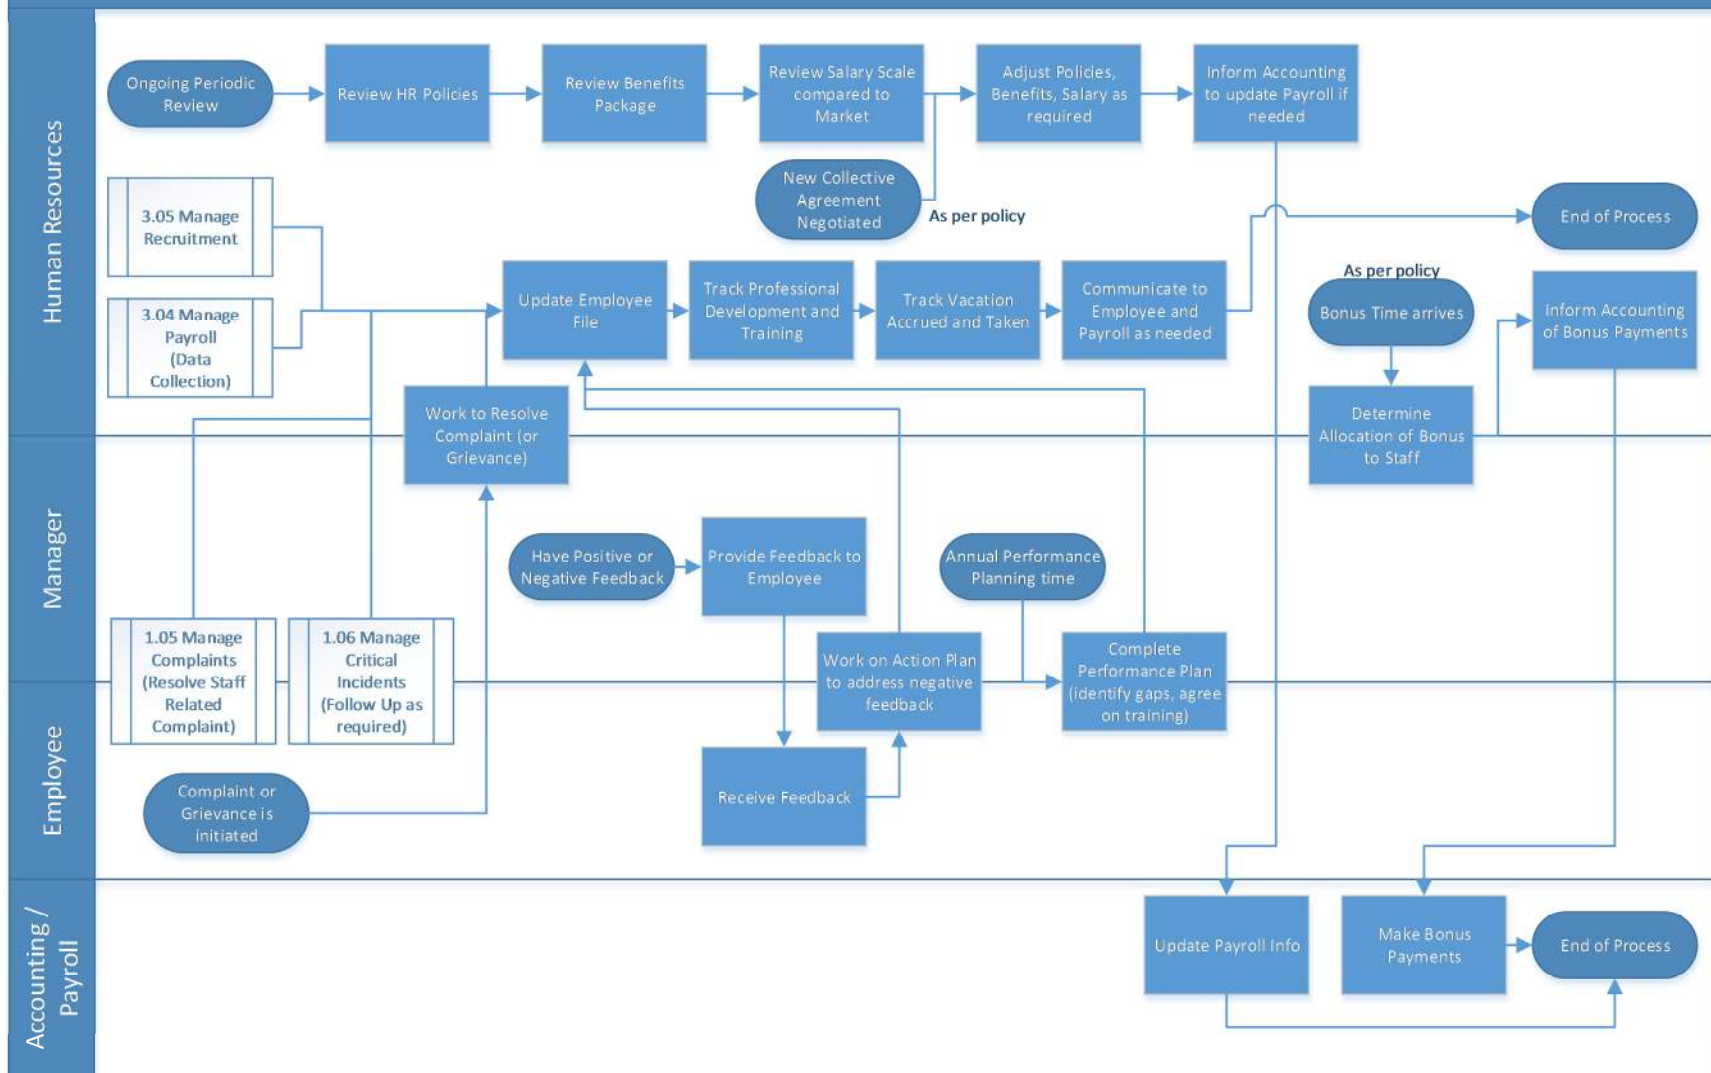 Human Resources
Ongoing Periodic
Review
Review HR Policies
Review Benefits
Package
Review Salary Scale
compared to
Market
Adjust Policies,
Benefits, Salary as
required
Inform Accounting
to update Payroll if
needed
New Collective
Agreement
Negotiated
As per policy
3.05 Manage
Recruitment
End of Process
3.04 Manage
Payroll
(Data
Collection)
Update Employee
File
Track Professional
Development and
Training
Track Vacation
Accrued and Taken
Communicate to
Employee and
Payroll as needed
As per policy
Bonus Time arrives
Inform Accounting
of Bonus Payments
Work to Resolve
Complaint (or
Grievance)
Determine
Allocation of Bonus
to Staff
Manager
Have Positive or
Negative Feedback
Provide Feedback to
Employee
Annual Performance
Planning time
1.05 Manage
Complaints
(Resolve Staff
Related
Complaint)
1.06 Manage
Critical
Incidents
(Follow Up as
required)
Work on Action Plan
to address negative
feedback
Complete
Performance Plan
(identify gaps, agree
on training)
Employee
Complaint or
Grievance is
initiated
Receive Feedback
Accounting /
Payroll
Update Payroll Info
Make Bonus
Payments
End of Process